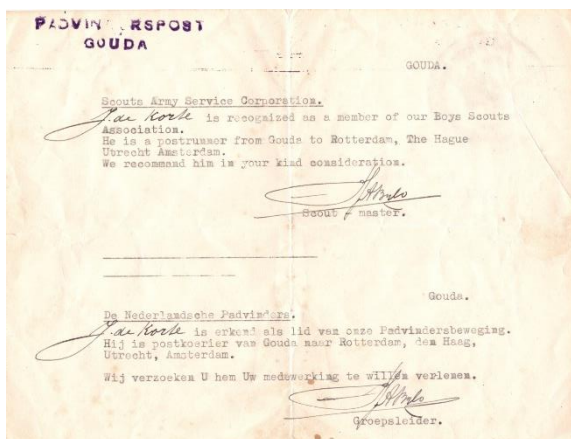 PADVIN RSPOST
GOUDA
GOUDA.
Scouts Army Service Corporation.
J. de Korte is recognized as a member of our Boys Scouts
Association.
He is a postrunner from Gouda to Rotterdam, The Hague
Utrecht Amsterdam.
We recommand him in your kind consideration.
Scout master.
Gouda.
De Nederlandsche Padvinders.
J. de Korte is erkend als lid van onze Padvindersbeweging.
Hij is postkoerier van Gouda naar Rotterdam, den Haag,
Utrecht, Amsterdam.
Wij verzoeken U hem Uw medewerking te willen verlenen.
Groepsleider.